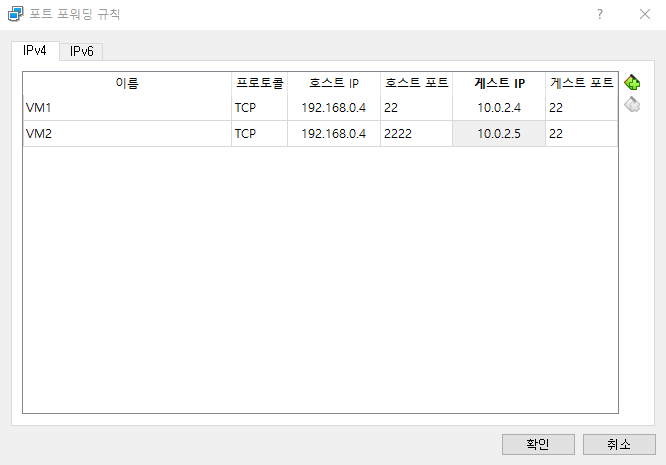 포트 포워딩 규칙 ?
IPv4 IPv6
이름 프로토콜 호스트 IP 호스트 포트 게스트 IP 게스트 포트
VM1 TCP 192.168.0.4 22 10.0.2.4 22
VM2 TCP 192.168.0.4 2222 10.0.2.5 22
확인 취소